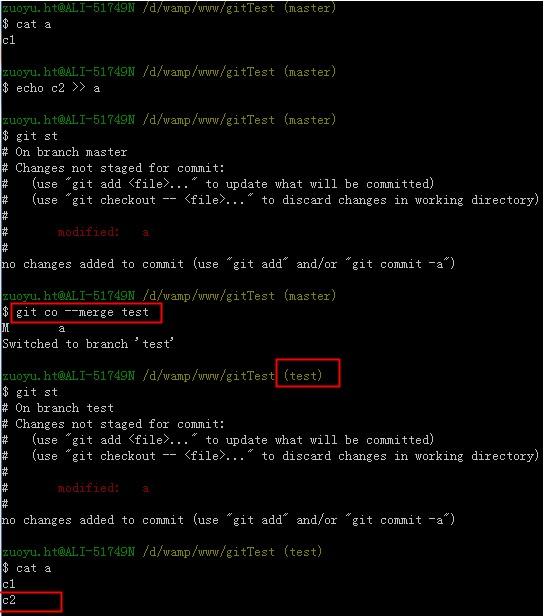 zuoyu.ht@ALI-51749N /d/wamp/www/gitTest (master)
$ cat a
c1
zuoyu.ht@ALI-51749N /d/wamp/www/gitTest (master)
$ echo c2 >> a
zuoyu.ht@ALI-51749N /d/wamp/www/gitTest (master)
$ git st
# On branch master
# Changes not staged for commit:
#   (use "git add <file>..." to update what will be committed)
#   (use "git checkout -- <file>..." to discard changes in working directory)
#
#       modified:   a
#
no changes added to commit (use "git add" and/or "git commit -a")
zuoyu.ht@ALI-51749N /d/wamp/www/gitTest (master)
$ git co --merge test
M       a
Switched to branch 'test'
zuoyu.ht@ALI-51749N /d/wamp/www/gitTest (test)
$ git st
# On branch test
# Changes not staged for commit:
#   (use "git add <file>..." to update what will be committed)
#   (use "git checkout -- <file>..." to discard changes in working directory)
#
#       modified:   a
#
no changes added to commit (use "git add" and/or "git commit -a")
zuoyu.ht@ALI-51749N /d/wamp/www/gitTest (test)
$ cat a
c1
c2